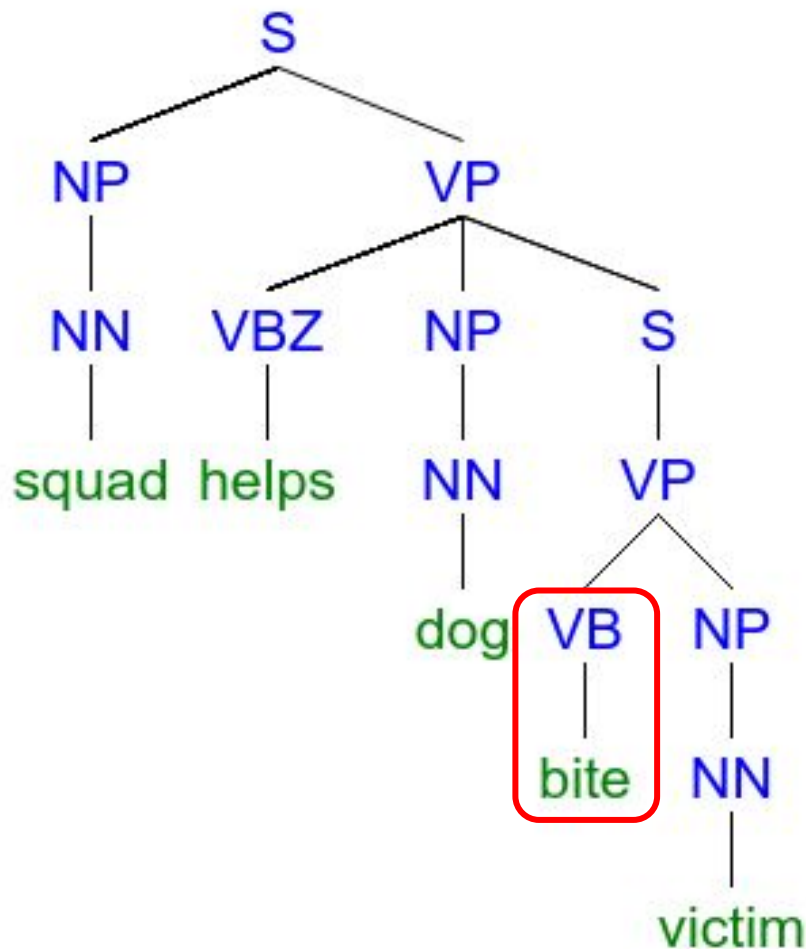 S
NP VP
NN VBZ NP S
squad helps NN VP
dog VB NP
bite NN
victim